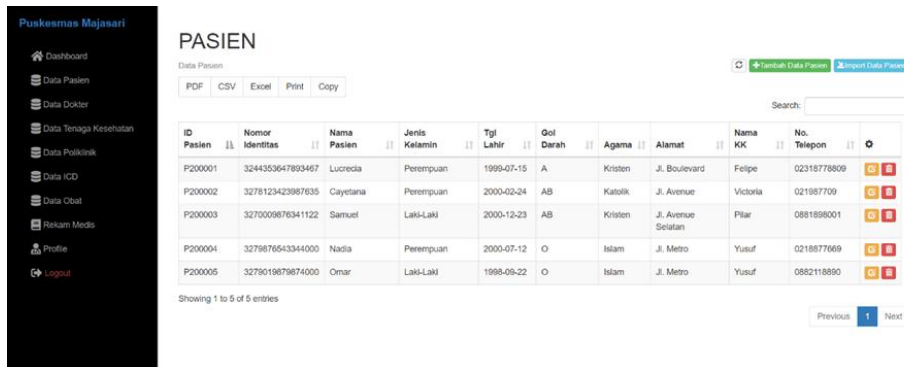 Puskesmas Majasari
Dashboard
Data Pasien
Data Dokter
Data Tenaga Kesehatan
Data Poliklinik
Data ICD
Data Obat
Rekam Medis
Profile
Logout
PASIEN
Data Pasien
+Tambah Data Pasien Import Data Pasien
PDF CSV Excel Print Copy
Search:
ID Pasien Nomor Identitas Nama Pasien Jenis Kelamin Tgl Lahir Gol Darah Agama Alamat Nama KK No. Telepon
P200001 3244353647893467 Lucrecia Perempuan 1999-07-15 A Kristen Jl. Boulevard Felipe 02318778809
P200002 3278123423987635 Cayetana Perempuan 2000-02-24 AB Katolik Jl. Avenue Victoria 021987709
P200003 3270009876341122 Samuel Laki-Laki 2000-12-23 AB Kristen Jl. Avenue Selatan Pilar 0881898001
P200004 3279876543344000 Nadia Perempuan 2000-07-12 O Islam Jl. Metro Yusuf 0218877669
P200005 3279019879874000 Omar Laki-Laki 1998-09-22 O Islam Jl. Metro Yusuf 0882118890
Showing 1 to 5 of 5 entries
Previous 1 Next